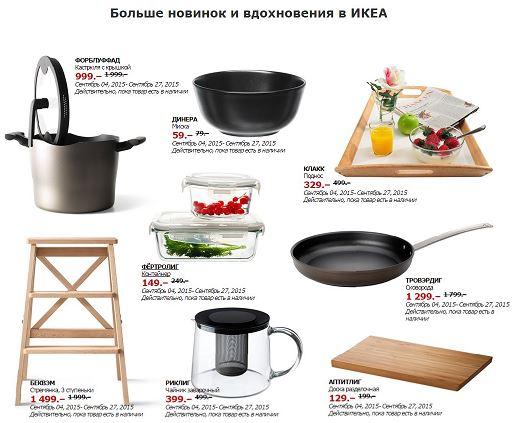 Больше новинок и вдохновения в ИКЕА
ФОРБЛУФФАД
Кастрюля с крышкой
999.– 1 999.–
Сентябрь 04, 2015- Сентябрь 27, 2015
Действительно, пока товар есть в наличии
ДИНЕРА
Миска
59.– 79.–
Сентябрь 04, 2015- Сентябрь 27, 2015
Действительно, пока товар есть в наличии
КЛАКК
Поднос
329.– 499.–
Сентябрь 04, 2015- Сентябрь 27, 2015
Действительно, пока товар есть в наличии
ФЁРТРОЛИГ
Контейнер
149.– 249.–
Сентябрь 04, 2015- Сентябрь 27, 2015
Действительно, пока товар есть в наличии
ТРОВЭРДИГ
Сковорода
1 299.– 1 799.–
Сентябрь 04, 2015- Сентябрь 27, 2015
Действительно, пока товар есть в
наличии
БЕКВЭМ
Стремянка, 3 ступеньки
1 499.– 1 999.–
Сентябрь 04, 2015- Сентябрь 27, 2015
Действительно, пока товар есть в наличии
РИКЛИГ
Чайник заварочный
399.– 499.–
Сентябрь 04, 2015- Сентябрь 27, 2015
Действительно, пока товар есть в наличии
АПТИТЛИГ
Доска разделочная
129.– 199.–
Сентябрь 04, 2015- Сентябрь 27, 2015
Действительно, пока товар есть в наличии